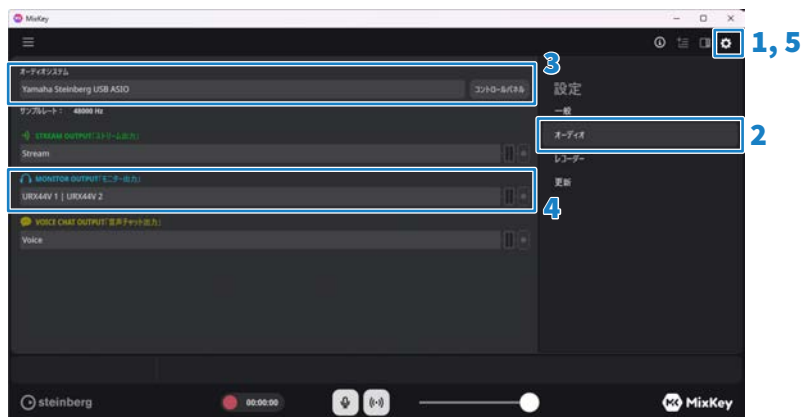 MixKey
1, 5
オーディオシステム
3
Yamaha Steinberg USB ASIO
コントロールパネル
設定
サンプルレート： 48000 Hz
一般
STREAM OUTPUT「ストリーム出力」
オーディオ
2
Stream
レコーダー
MONITOR OUTPUT「モニター出力」
更新
URX44V 1 | URX44V 2
4
VOICE CHAT OUTPUT「音声チャット出力」
Voice
steinberg
00:00:00
MixKey